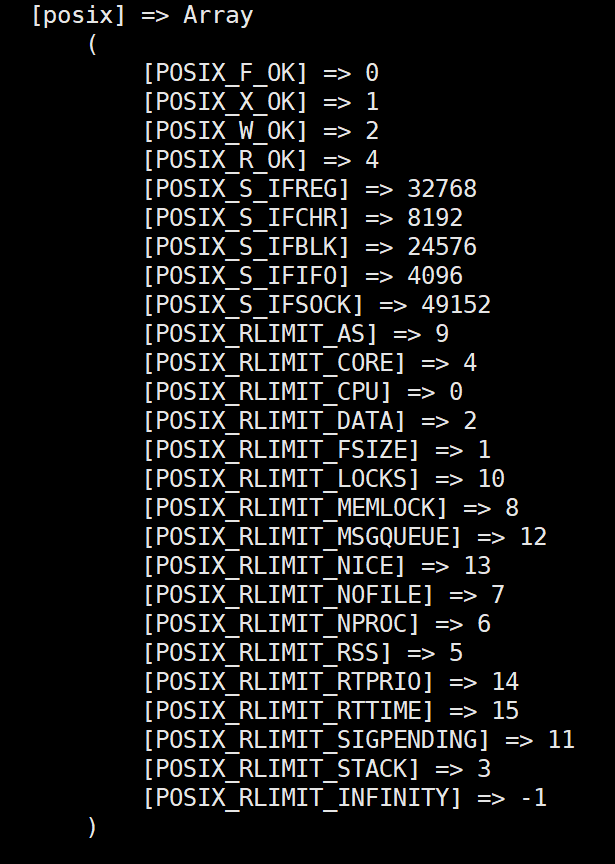 [posix] => Array
(
[POSIX_F_OK] => 0
[POSIX_X_OK] => 1
[POSIX_W_OK] => 2
[POSIX_R_OK] => 4
[POSIX_S_IFREG] => 32768
[POSIX_S_IFCHR] => 8192
[POSIX_S_IFBLK] => 24576
[POSIX_S_IFIFO] => 4096
[POSIX_S_IFSOCK] => 49152
[POSIX_RLIMIT_AS] => 9
[POSIX_RLIMIT_CORE] => 4
[POSIX_RLIMIT_CPU] => 0
[POSIX_RLIMIT_DATA] => 2
[POSIX_RLIMIT_FSIZE] => 1
[POSIX_RLIMIT_LOCKS] => 10
[POSIX_RLIMIT_MEMLOCK] => 8
[POSIX_RLIMIT_MSGQUEUE] => 12
[POSIX_RLIMIT_NICE] => 13
[POSIX_RLIMIT_NOFILE] => 7
[POSIX_RLIMIT_NPROC] => 6
[POSIX_RLIMIT_RSS] => 5
[POSIX_RLIMIT_RTPRIO] => 14
[POSIX_RLIMIT_RTTIME] => 15
[POSIX_RLIMIT_SIGPENDING] => 11
[POSIX_RLIMIT_STACK] => 3
[POSIX_RLIMIT_INFINITY] => -1
)